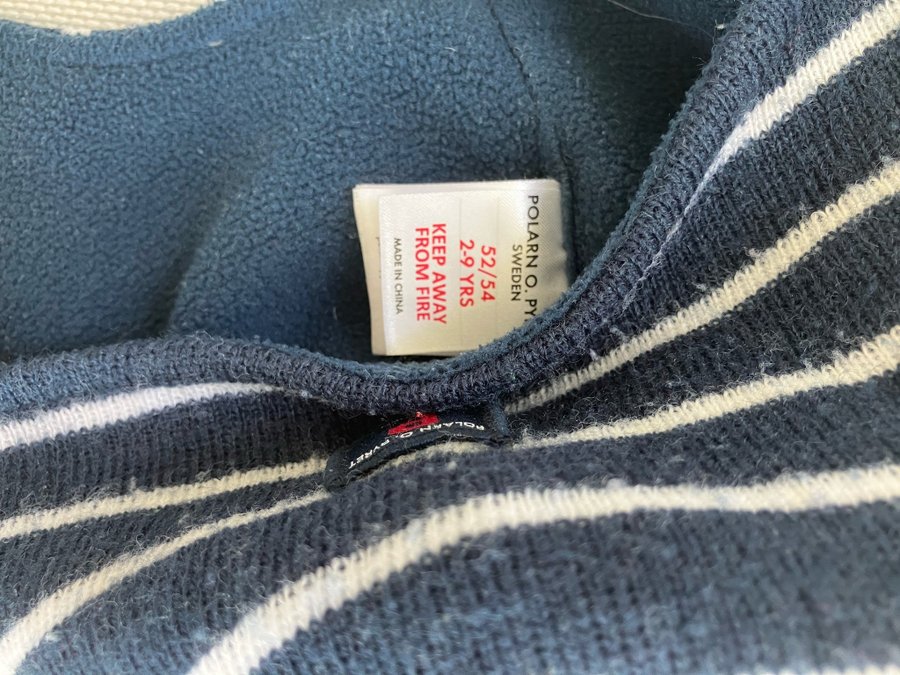 POLARN O. PY
SWEDEN
52/54
2-9 YRS
KEEP AWAY
FROM FIRE
MADE IN CHINA
POLARN O. PYRET